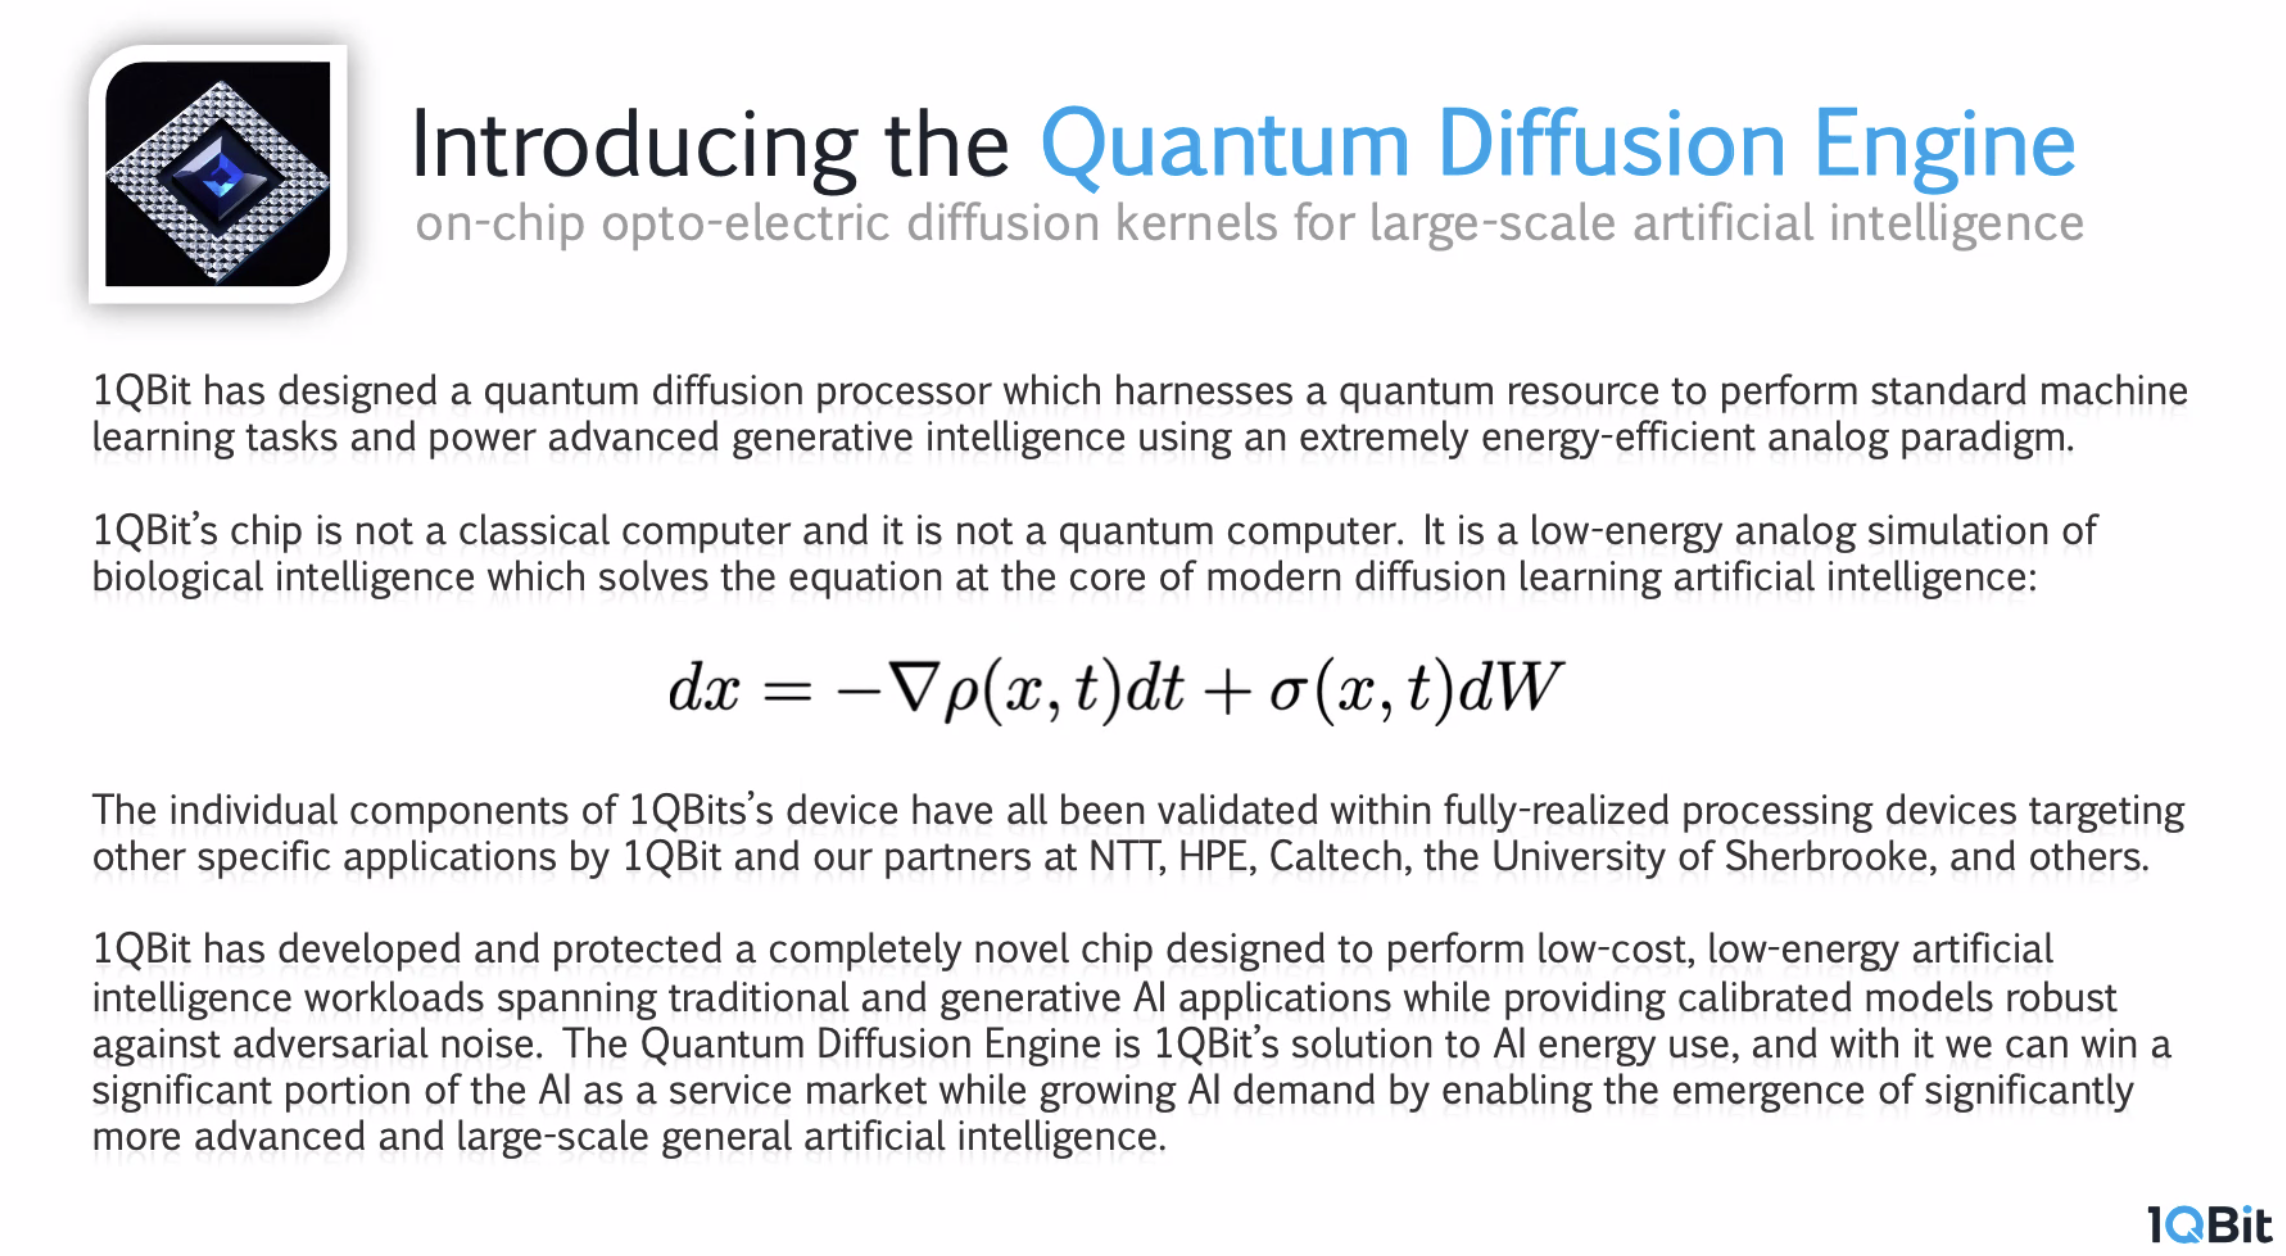 Introducing the Quantum Diffusion Engine
on-chip opto-electric diffusion kernels for large-scale artificial intelligence
1QBit has designed a quantum diffusion processor which harnesses a quantum resource to perform standard machine
learning tasks and power advanced generative intelligence using an extremely energy-efficient analog paradigm.
1QBit’s chip is not a classical computer and it is not a quantum computer. It is a low-energy analog simulation of
biological intelligence which solves the equation at the core of modern diffusion learning artificial intelligence:
dx = −∇ρ(x, t)dt + σ(x, t)dW
The individual components of 1QBits’s device have all been validated within fully-realized processing devices targeting
other specific applications by 1QBit and our partners at NTT, HPE, Caltech, the University of Sherbrooke, and others.
1QBit has developed and protected a completely novel chip designed to perform low-cost, low-energy artificial
intelligence workloads spanning traditional and generative AI applications while providing calibrated models robust
against adversarial noise. The Quantum Diffusion Engine is 1QBit’s solution to AI energy use, and with it we can win a
significant portion of the AI as a service market while growing AI demand by enabling the emergence of significantly
more advanced and large-scale general artificial intelligence.
1QBit